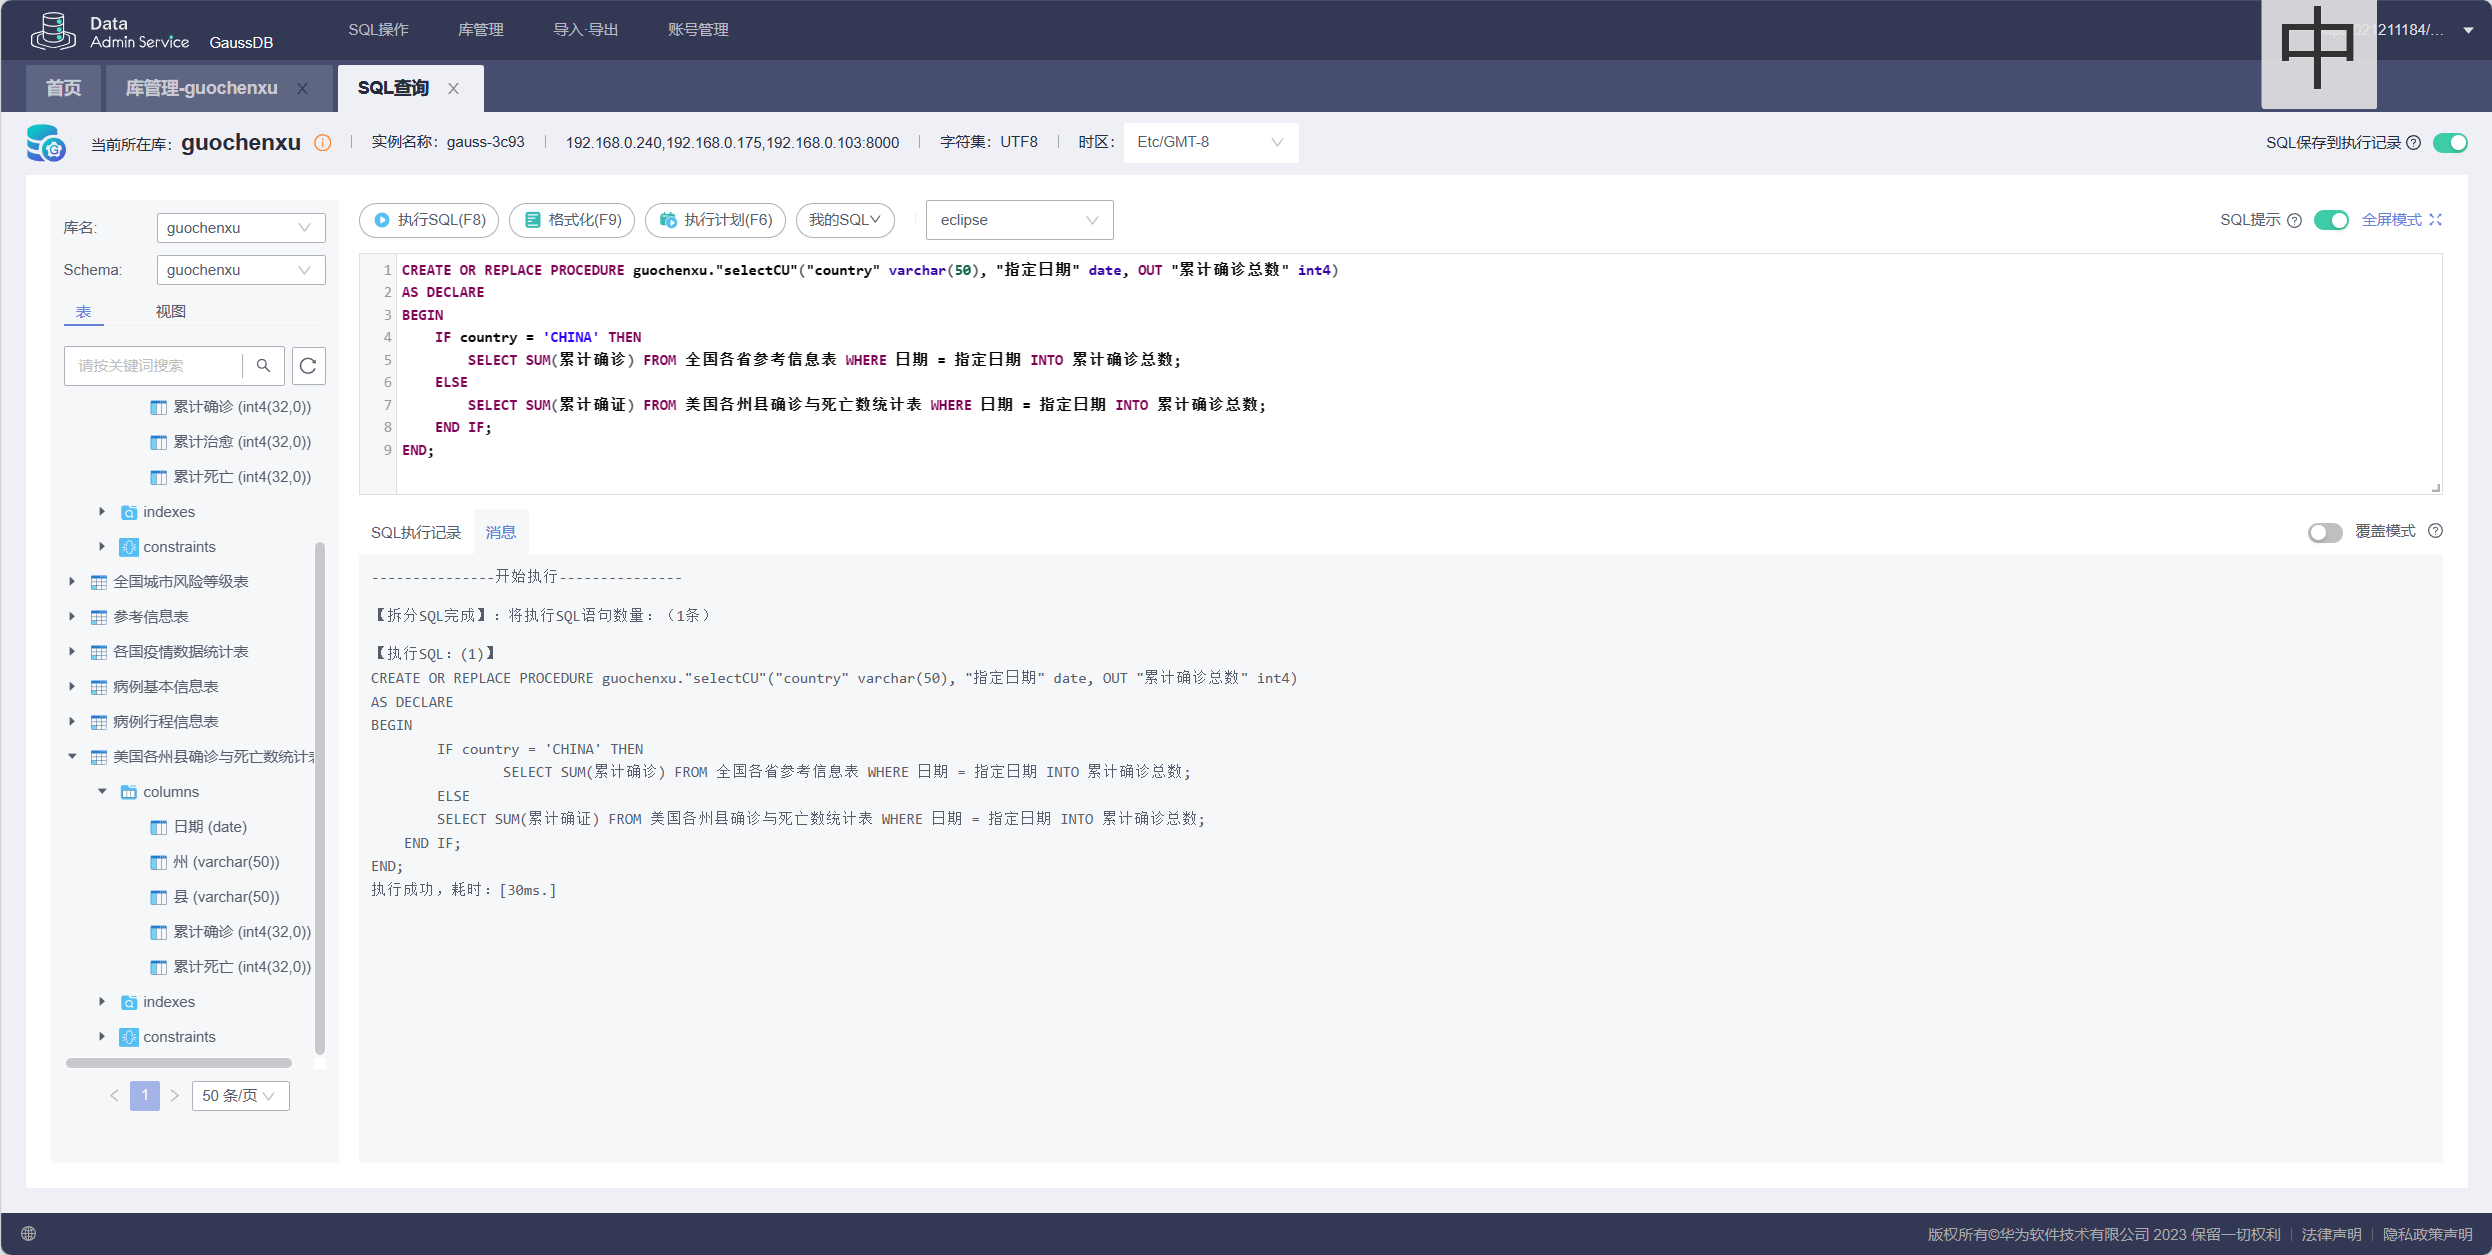 Data
Admin Service GaussDB SQL操作 库管理 导入·导出 账号管理 021211184/...
中
首页 库管理-guochenxu SQL查询
当前所在库: guochenxu 实例名称: gauss-3c93 192.168.0.240,192.168.0.175,192.168.0.103:8000 字符集: UTF8 时区: Etc/GMT-8 SQL保存到执行记录
库名: guochenxu
Schema: guochenxu
表 视图
请按关键词搜索
累计确诊 (int4(32,0))
累计治愈 (int4(32,0))
累计死亡 (int4(32,0))
indexes
constraints
全国城市风险等级表
参考信息表
各国疫情数据统计表
病例基本信息表
病例行程信息表
美国各州县确诊与死亡数统计表
columns
日期 (date)
州 (varchar(50))
县 (varchar(50))
累计确诊 (int4(32,0))
累计死亡 (int4(32,0))
indexes
constraints
1 50 条/页
执行SQL(F8) 格式化(F9) 执行计划(F6) 我的SQL eclipse SQL提示 全屏模式
1 CREATE OR REPLACE PROCEDURE guochenxu."selectCU"("country" varchar(50), "指定日期" date, OUT "累计确诊总数" int4)
2 AS DECLARE
3 BEGIN
4 IF country = 'CHINA' THEN
5 SELECT SUM(累计确诊) FROM 全国各省参考信息表 WHERE 日期 = 指定日期 INTO 累计确诊总数;
6 ELSE
7 SELECT SUM(累计确证) FROM 美国各州县确诊与死亡数统计表 WHERE 日期 = 指定日期 INTO 累计确诊总数;
8 END IF;
9 END;
SQL执行记录 消息 覆盖模式
---------------开始执行---------------
【拆分SQL完成】：将执行SQL语句数量：（1条）
【执行SQL：(1)】
CREATE OR REPLACE PROCEDURE guochenxu."selectCU"("country" varchar(50), "指定日期" date, OUT "累计确诊总数" int4)
AS DECLARE
BEGIN
IF country = 'CHINA' THEN
SELECT SUM(累计确诊) FROM 全国各省参考信息表 WHERE 日期 = 指定日期 INTO 累计确诊总数;
ELSE
SELECT SUM(累计确证) FROM 美国各州县确诊与死亡数统计表 WHERE 日期 = 指定日期 INTO 累计确诊总数;
END IF;
END;
执行成功，耗时：[30ms.]
版权所有©华为软件技术有限公司 2023 保留一切权利 法律声明 隐私政策声明